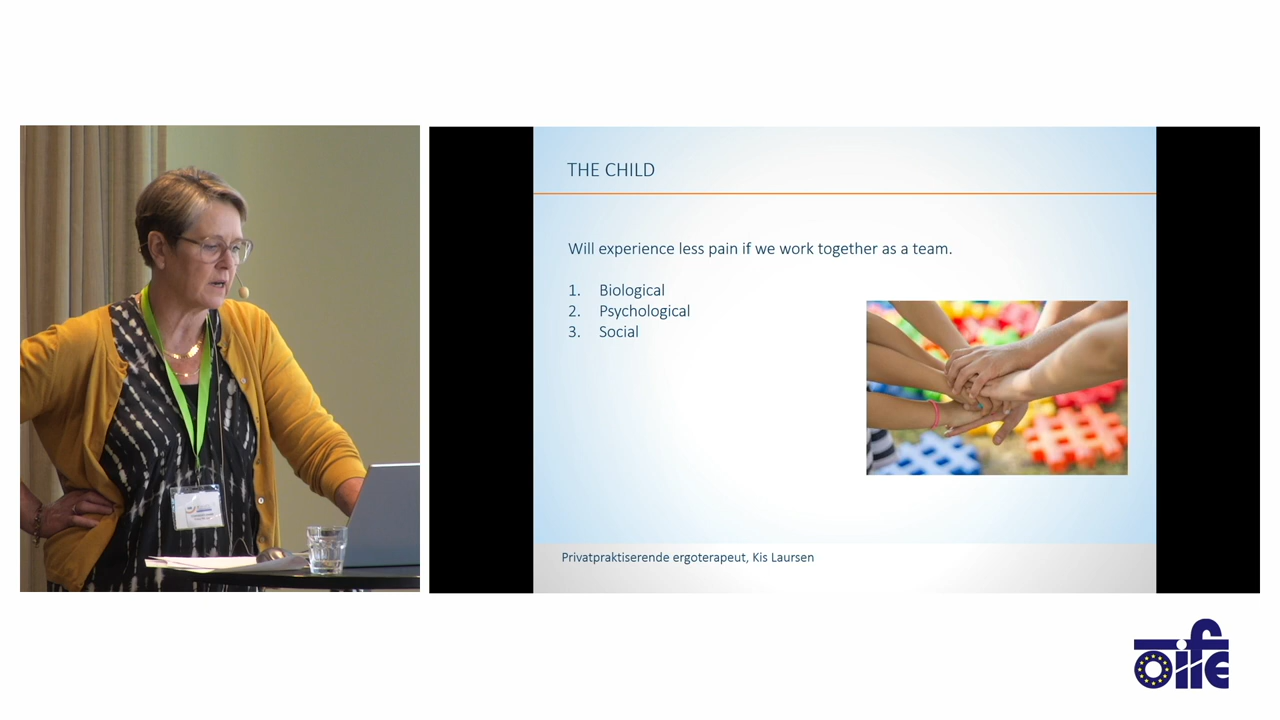 THE CHILD
Will experience less pain if we work together as a team.
1. Biological
2. Psychological
3. Social
Privatpraktiserende ergoterapeut, Kis Laursen
oife